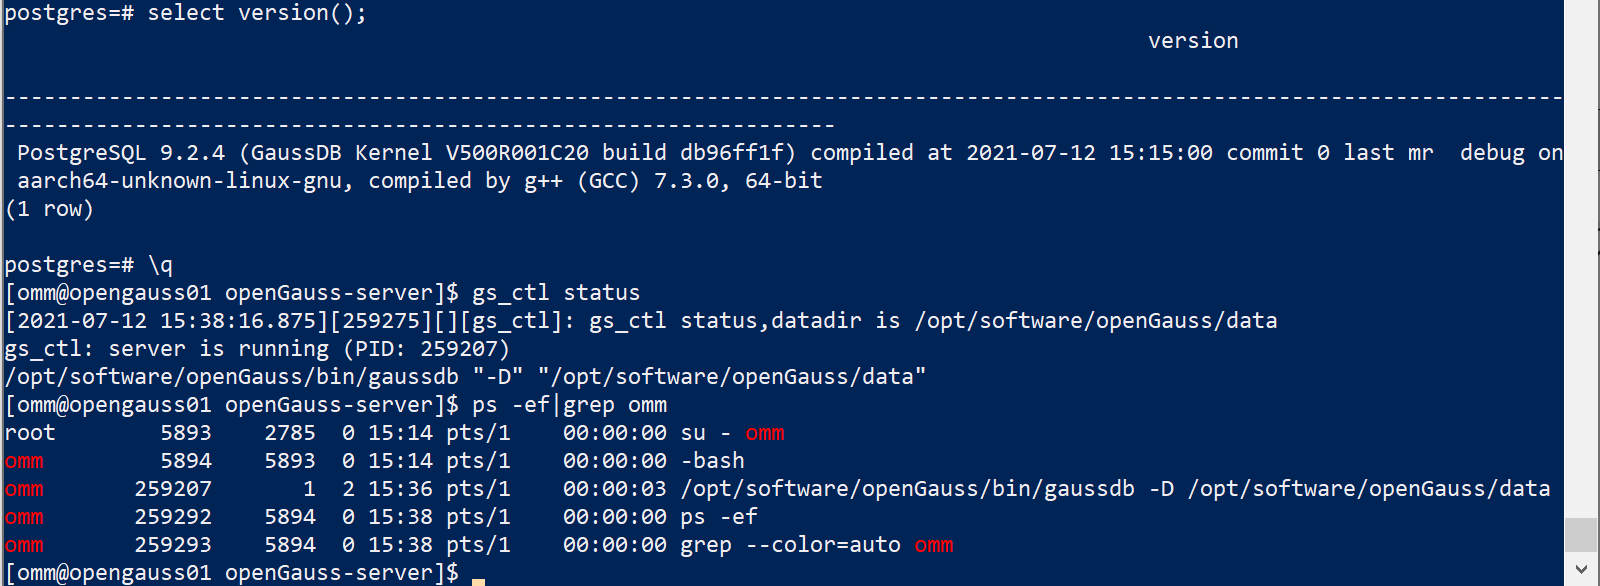 postgres=# select version();
version
------------------------------------------------------------------------------------------------------------------------
----------------------------------------------------------------
PostgreSQL 9.2.4 (GaussDB Kernel V500R001C20 build db96ff1f) compiled at 2021-07-12 15:15:00 commit 0 last mr  debug on
aarch64-unknown-linux-gnu, compiled by g++ (GCC) 7.3.0, 64-bit
(1 row)
postgres=# \q
[omm@opengauss01 openGauss-server]$ gs_ctl status
[2021-07-12 15:38:16.875][259275][][gs_ctl]: gs_ctl status,datadir is /opt/software/openGauss/data
gs_ctl: server is running (PID: 259207)
/opt/software/openGauss/bin/gaussdb "-D" "/opt/software/openGauss/data"
[omm@opengauss01 openGauss-server]$ ps -ef|grep omm
root        5893    2785  0 15:14 pts/1    00:00:00 su - omm
omm         5894    5893  0 15:14 pts/1    00:00:00 -bash
omm       259207       1  2 15:36 pts/1    00:00:03 /opt/software/openGauss/bin/gaussdb -D /opt/software/openGauss/data
omm       259292    5894  0 15:38 pts/1    00:00:00 ps -ef
omm       259293    5894  0 15:38 pts/1    00:00:00 grep --color=auto omm
[omm@opengauss01 openGauss-server]$